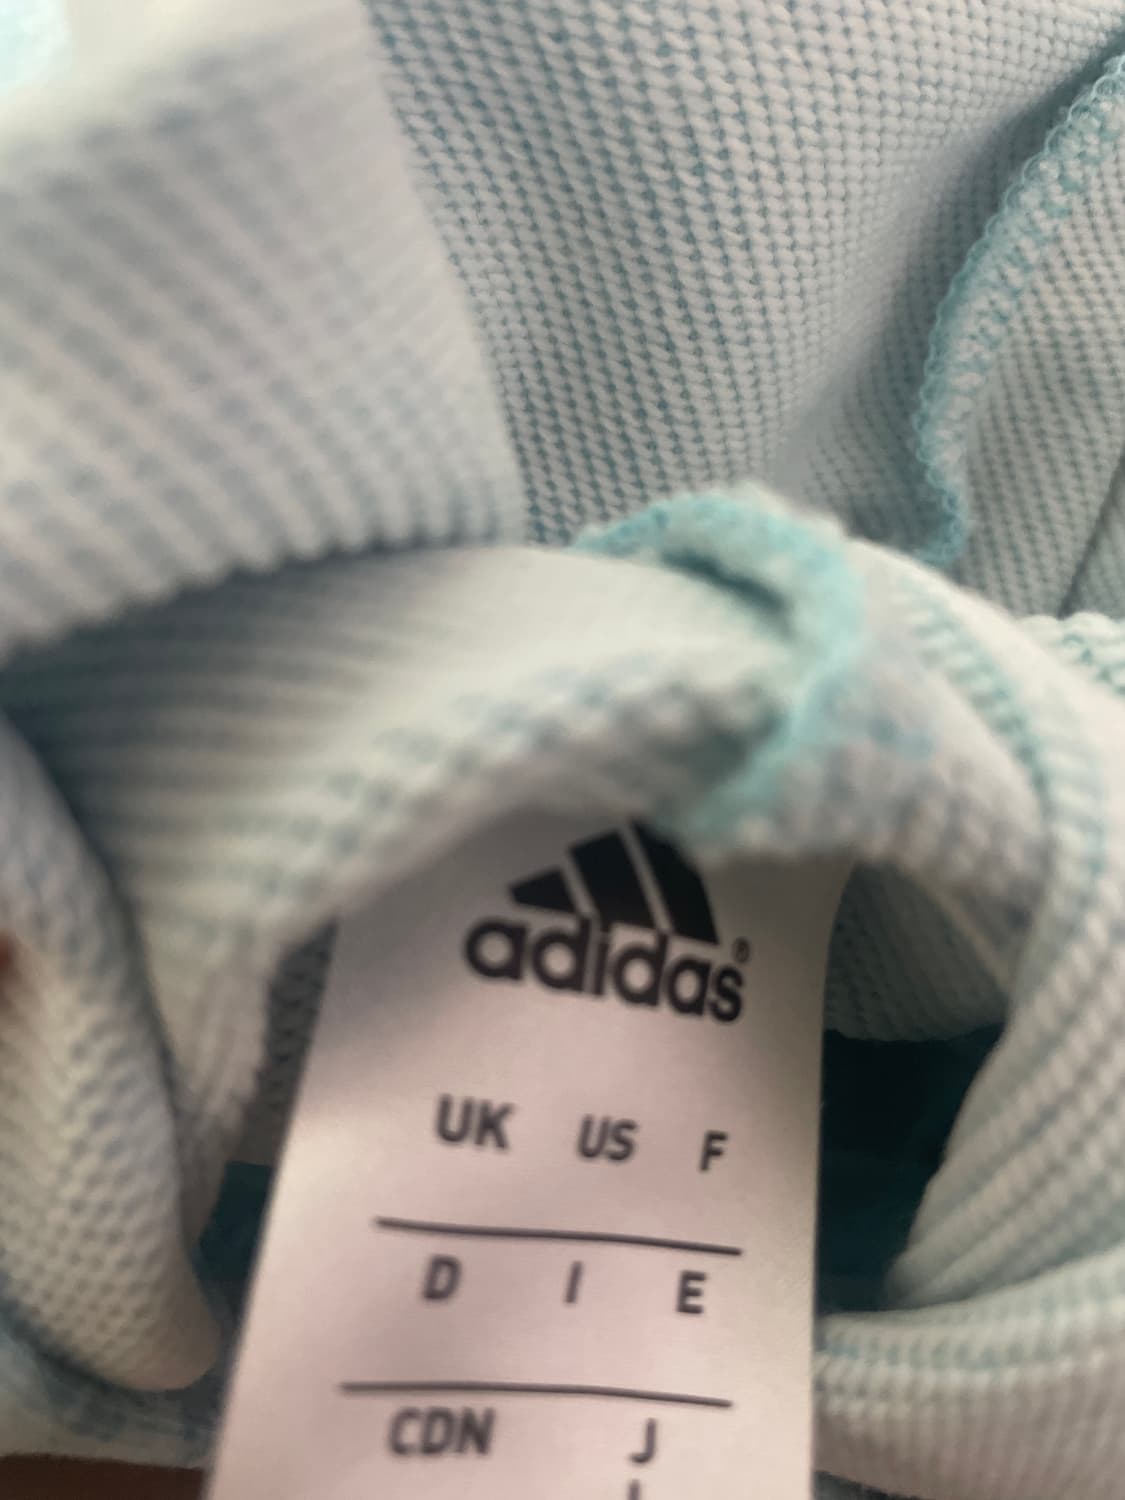 adidas®
UK US F
D I E
CDN J